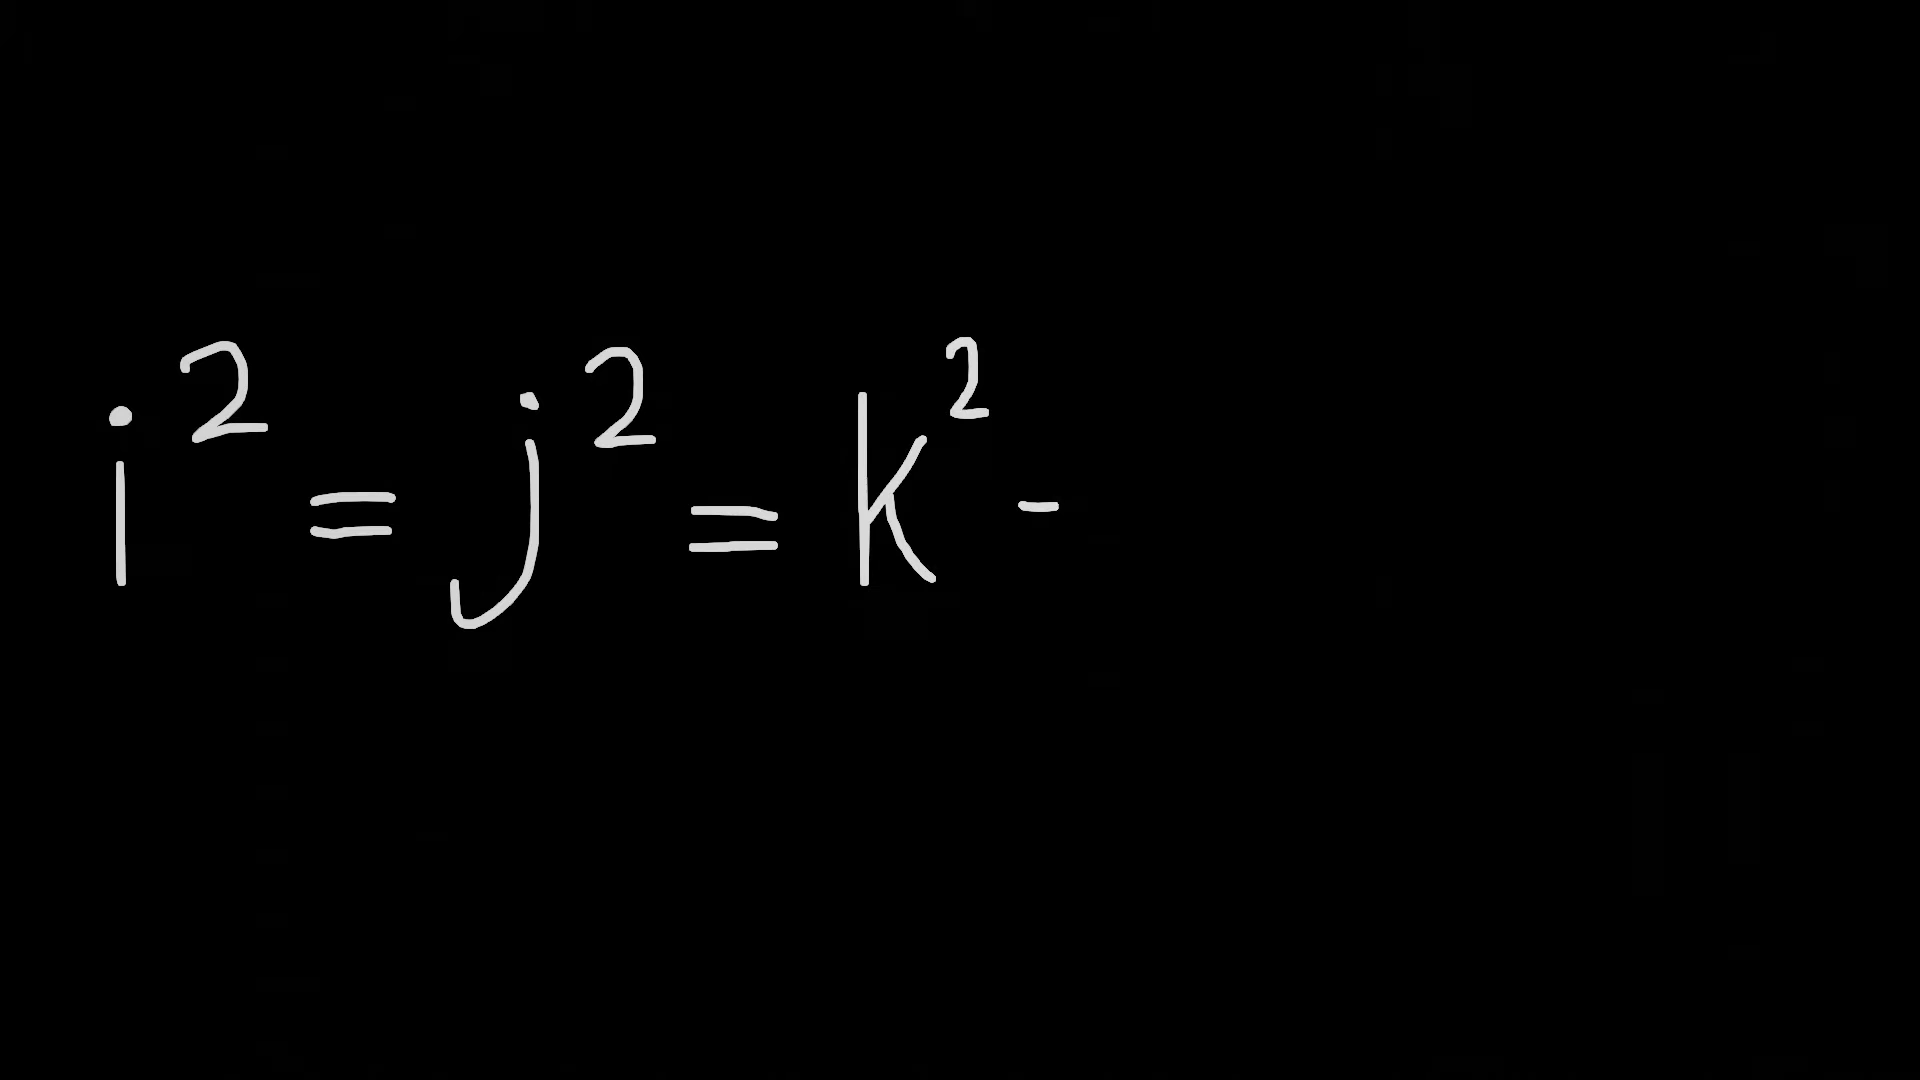 i² = j² = k² -